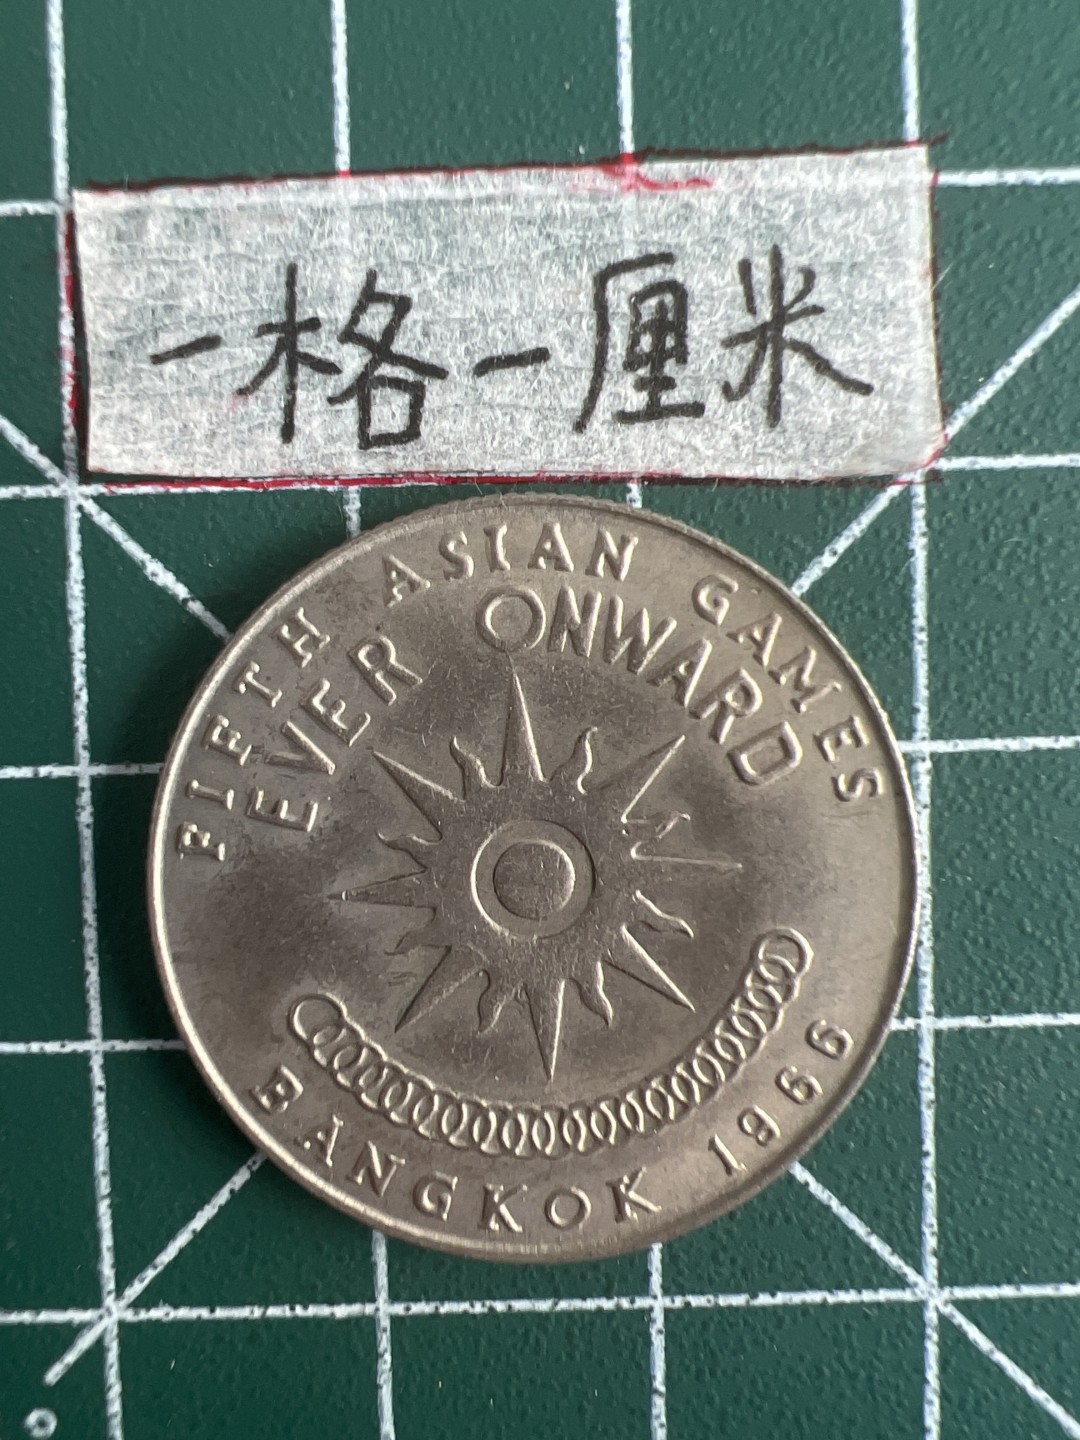 一格一厘米
FIFTH ASIAN GAMES
EVER ONWARD
BANGKOK 1966